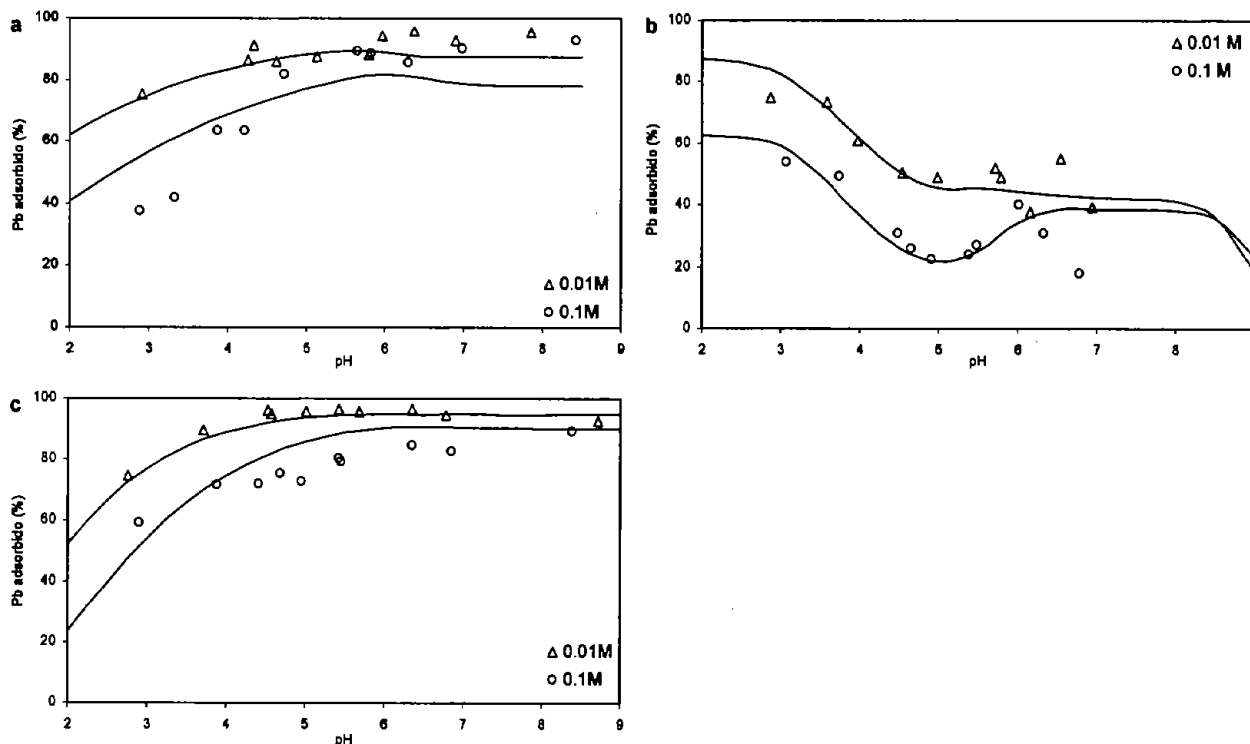 a
Pb adsorbido (%)
100
80
60
40
20
0
2 3 4 5 6 7 8 9
pH
△ 0.01M
○ 0.1M
b
Pb adsorbido (%)
100
80
60
40
20
0
2 3 4 5 6 7 8
pH
△ 0.01 M
○ 0.1 M
c
Pb adsorbido (%)
100
80
60
40
20
0
2 3 4 5 6 7 8 9
pH
△ 0.01M
○ 0.1M